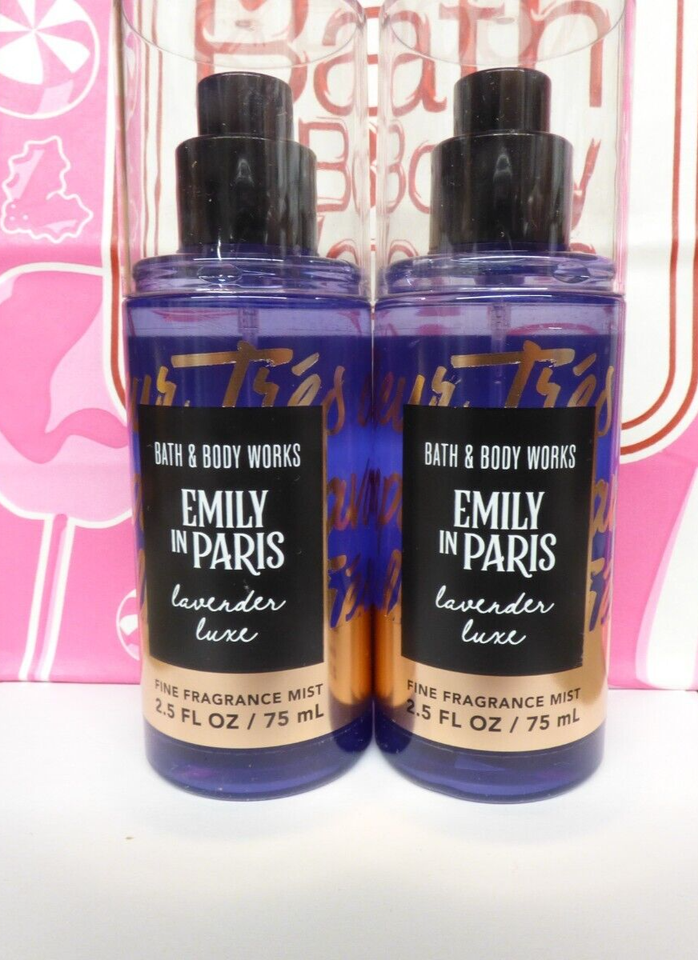 Bath
& Body
Très
BATH & BODY WORKS
EMILY
IN PARIS
lavender
luxe
FINE FRAGRANCE MIST
2.5 FL OZ / 75 mL
Très
BATH & BODY WORKS
EMILY
IN PARIS
lavender
luxe
FINE FRAGRANCE MIST
2.5 FL OZ / 75 mL